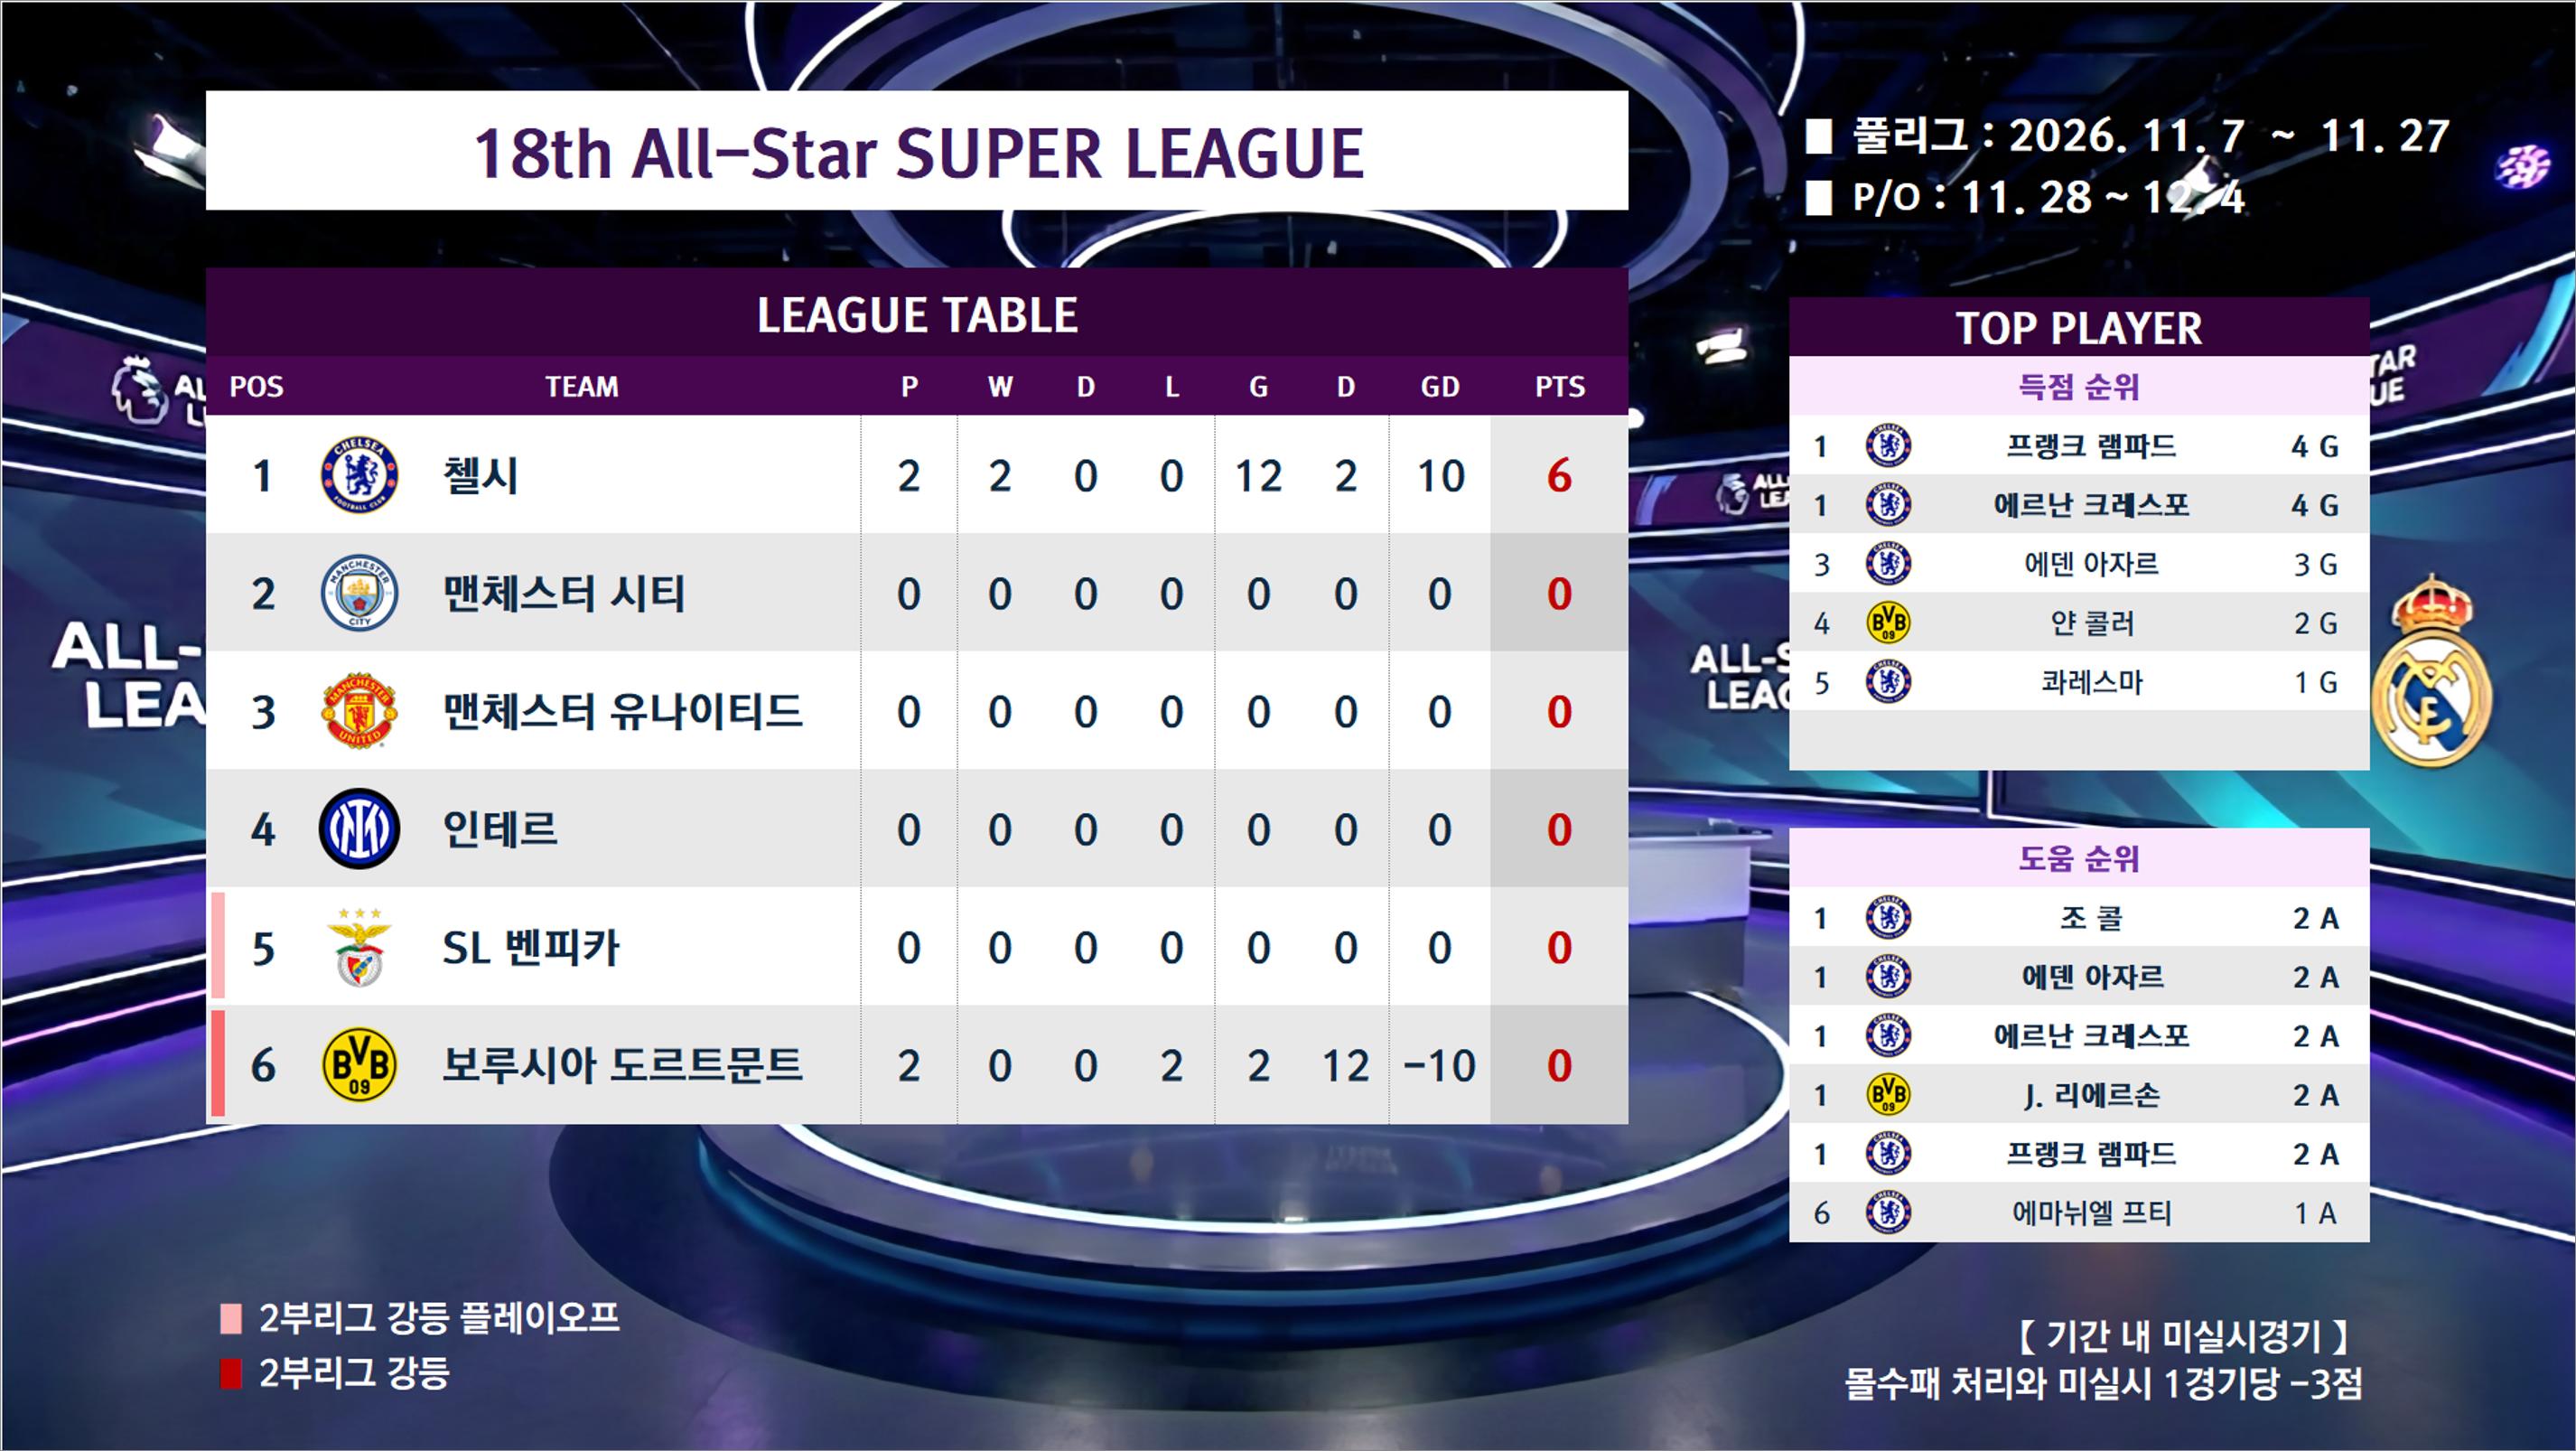 18th All-Star SUPER LEAGUE
■ 풀리그 : 2026. 11. 7 ~ 11. 27
■ P/O : 11. 28 ~ 12. 4
LEAGUE TABLE
POS TEAM P W D L G D GD PTS
1 첼시 2 2 0 0 12 2 10 6
2 맨체스터 시티 0 0 0 0 0 0 0 0
3 맨체스터 유나이티드 0 0 0 0 0 0 0 0
4 인테르 0 0 0 0 0 0 0 0
5 SL 벤피카 0 0 0 0 0 0 0 0
6 보루시아 도르트문트 2 0 0 2 2 12 -10 0
TOP PLAYER
득점 순위
1 프랭크 램파드 4 G
1 에르난 크레스포 4 G
3 에덴 아자르 3 G
4 얀 콜러 2 G
5 콰레스마 1 G
도움 순위
1 조 콜 2 A
1 에덴 아자르 2 A
1 에르난 크레스포 2 A
1 J. 리에르손 2 A
1 프랭크 램파드 2 A
6 에마뉘엘 프티 1 A
2부리그 강등 플레이오프
2부리그 강등
【 기간 내 미실시경기 】
몰수패 처리와 미실시 1경기당 -3점
ALL-
LEA